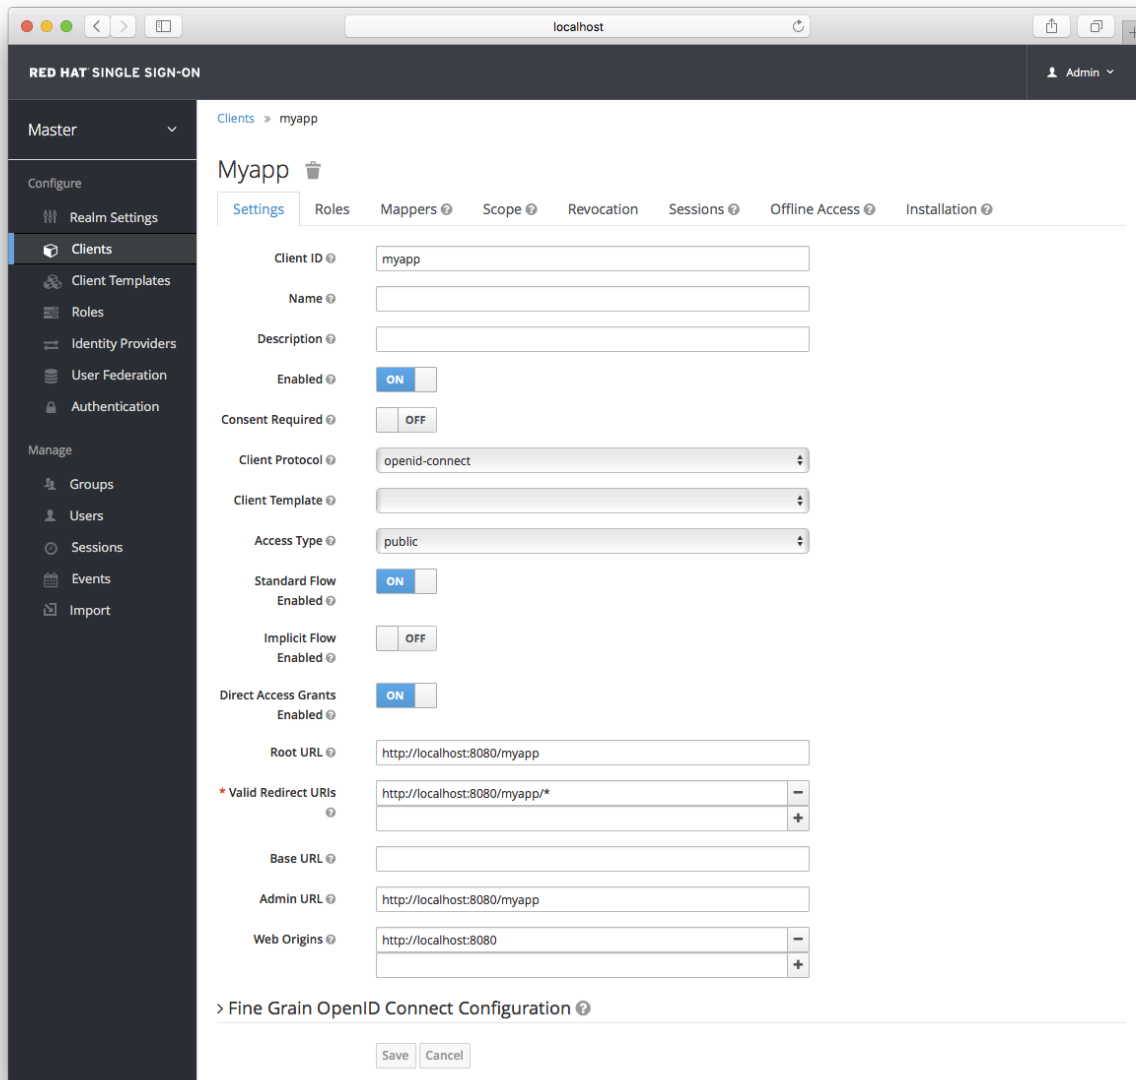 localhost
RED HAT SINGLE SIGN-ON
Admin
Master
Configure
Realm Settings
Clients
Client Templates
Roles
Identity Providers
User Federation
Authentication
Manage
Groups
Users
Sessions
Events
Import
Clients » myapp
Myapp
Settings Roles Mappers Scope Revocation Sessions Offline Access Installation
Client ID myapp
Name
Description
Enabled ON
Consent Required OFF
Client Protocol openid-connect
Client Template
Access Type public
Standard Flow
Enabled
ON
Implicit Flow
Enabled
OFF
Direct Access Grants
Enabled
ON
Root URL http://localhost:8080/myapp
* Valid Redirect URIs http://localhost:8080/myapp/*
Base URL
Admin URL http://localhost:8080/myapp
Web Origins http://localhost:8080
Fine Grain OpenID Connect Configuration
Save Cancel